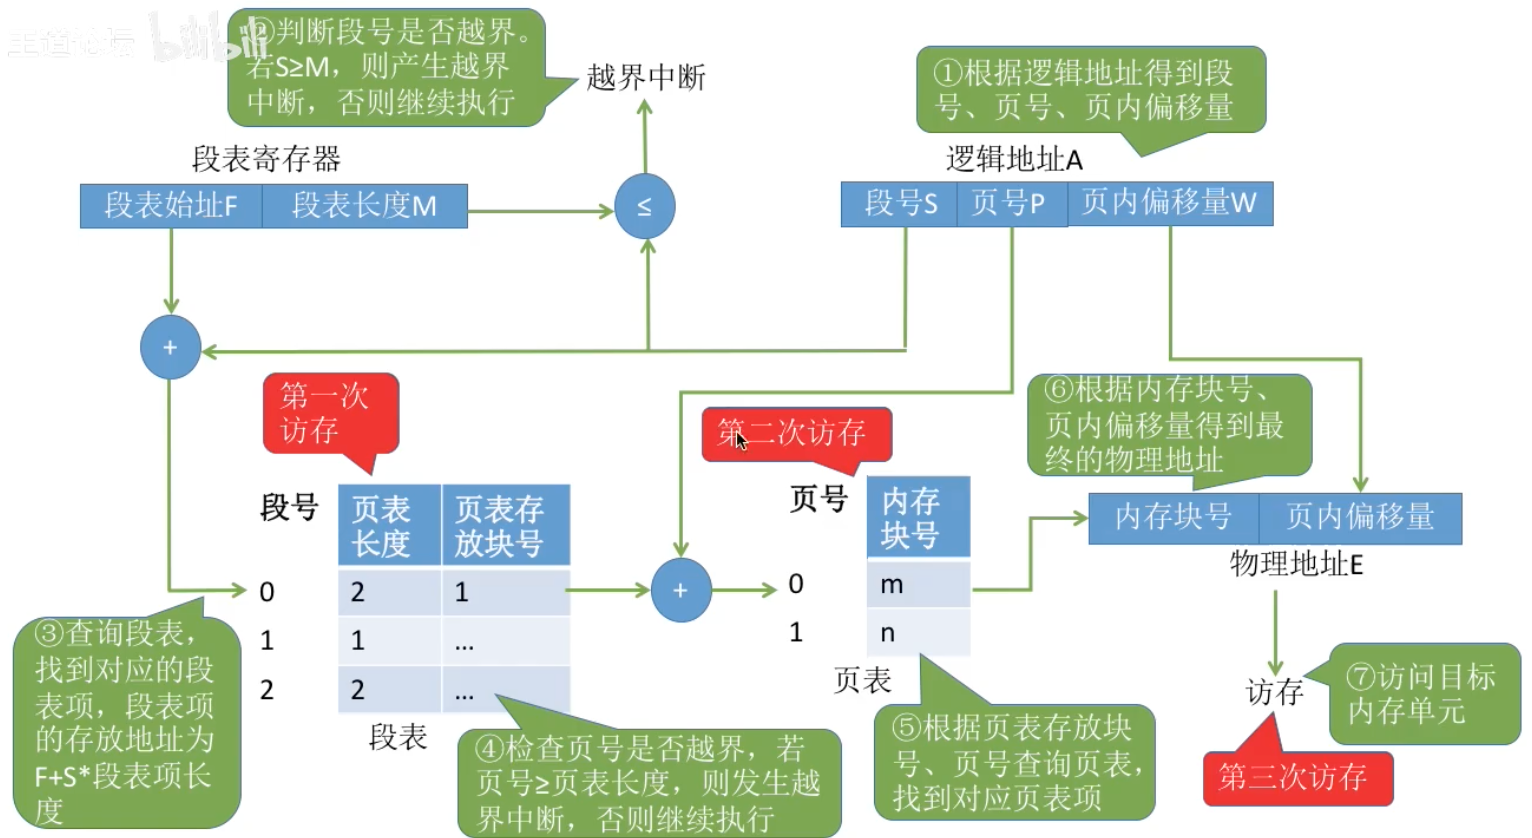 王道论坛 bilibili
②判断段号是否越界。
若S≥M，则产生越界
中断，否则继续执行
越界中断
①根据逻辑地址得到段
号、页号、页内偏移量
段表寄存器
段表始址F 段表长度M
≤
逻辑地址A
段号S 页号P 页内偏移量W
+
第一次
访存
第二次访存
⑥根据内存块号、
页内偏移量得到最
终的物理地址
段号
页表
长度
页表存
放块号
0 2 1
1 1 ...
2 2 ...
段表
+
页号
内存
块号
0 m
1 n
页表
内存块号 页内偏移量
物理地址E
③查询段表，
找到对应的段
表项，段表项
的存放地址为
F+S*段表项长
度
④检查页号是否越界，若
页号≥页表长度，则发生越
界中断，否则继续执行
⑤根据页表存放块
号、页号查询页表，
找到对应页表项
访存
⑦访问目标
内存单元
第三次访存